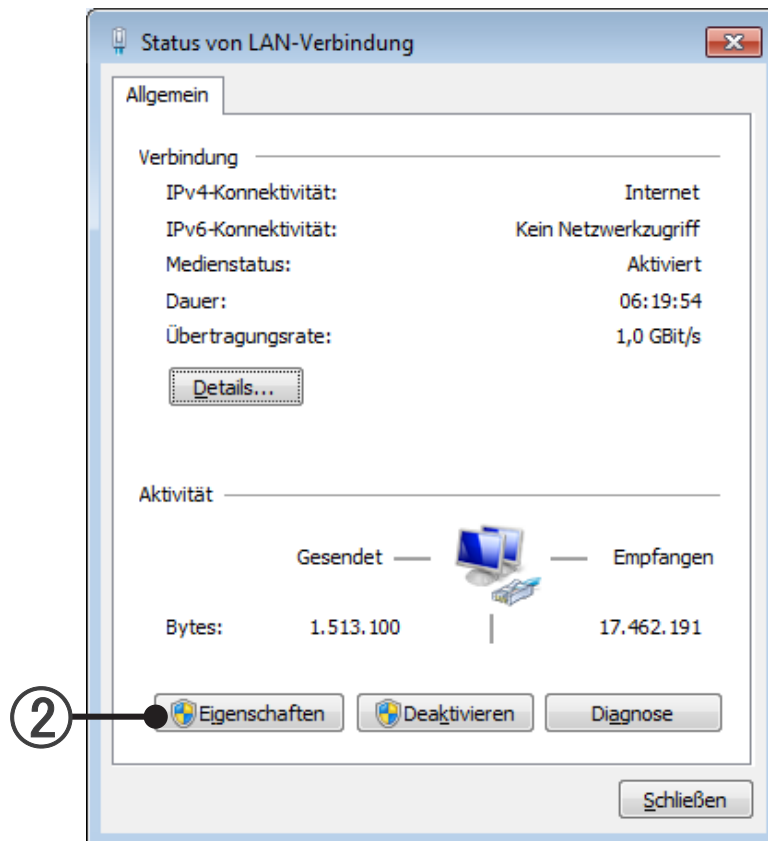 Status von LAN-Verbindung
Allgemein
Verbindung
IPv4-Konnektivität: Internet
IPv6-Konnektivität: Kein Netzwerkzugriff
Medienstatus: Aktiviert
Dauer: 06:19:54
Übertragungsrate: 1,0 GBit/s
Details...
Aktivität
Gesendet Empfangen
Bytes: 1.513.100 17.462.191
2 Eigenschaften Deaktivieren Diagnose
Schließen